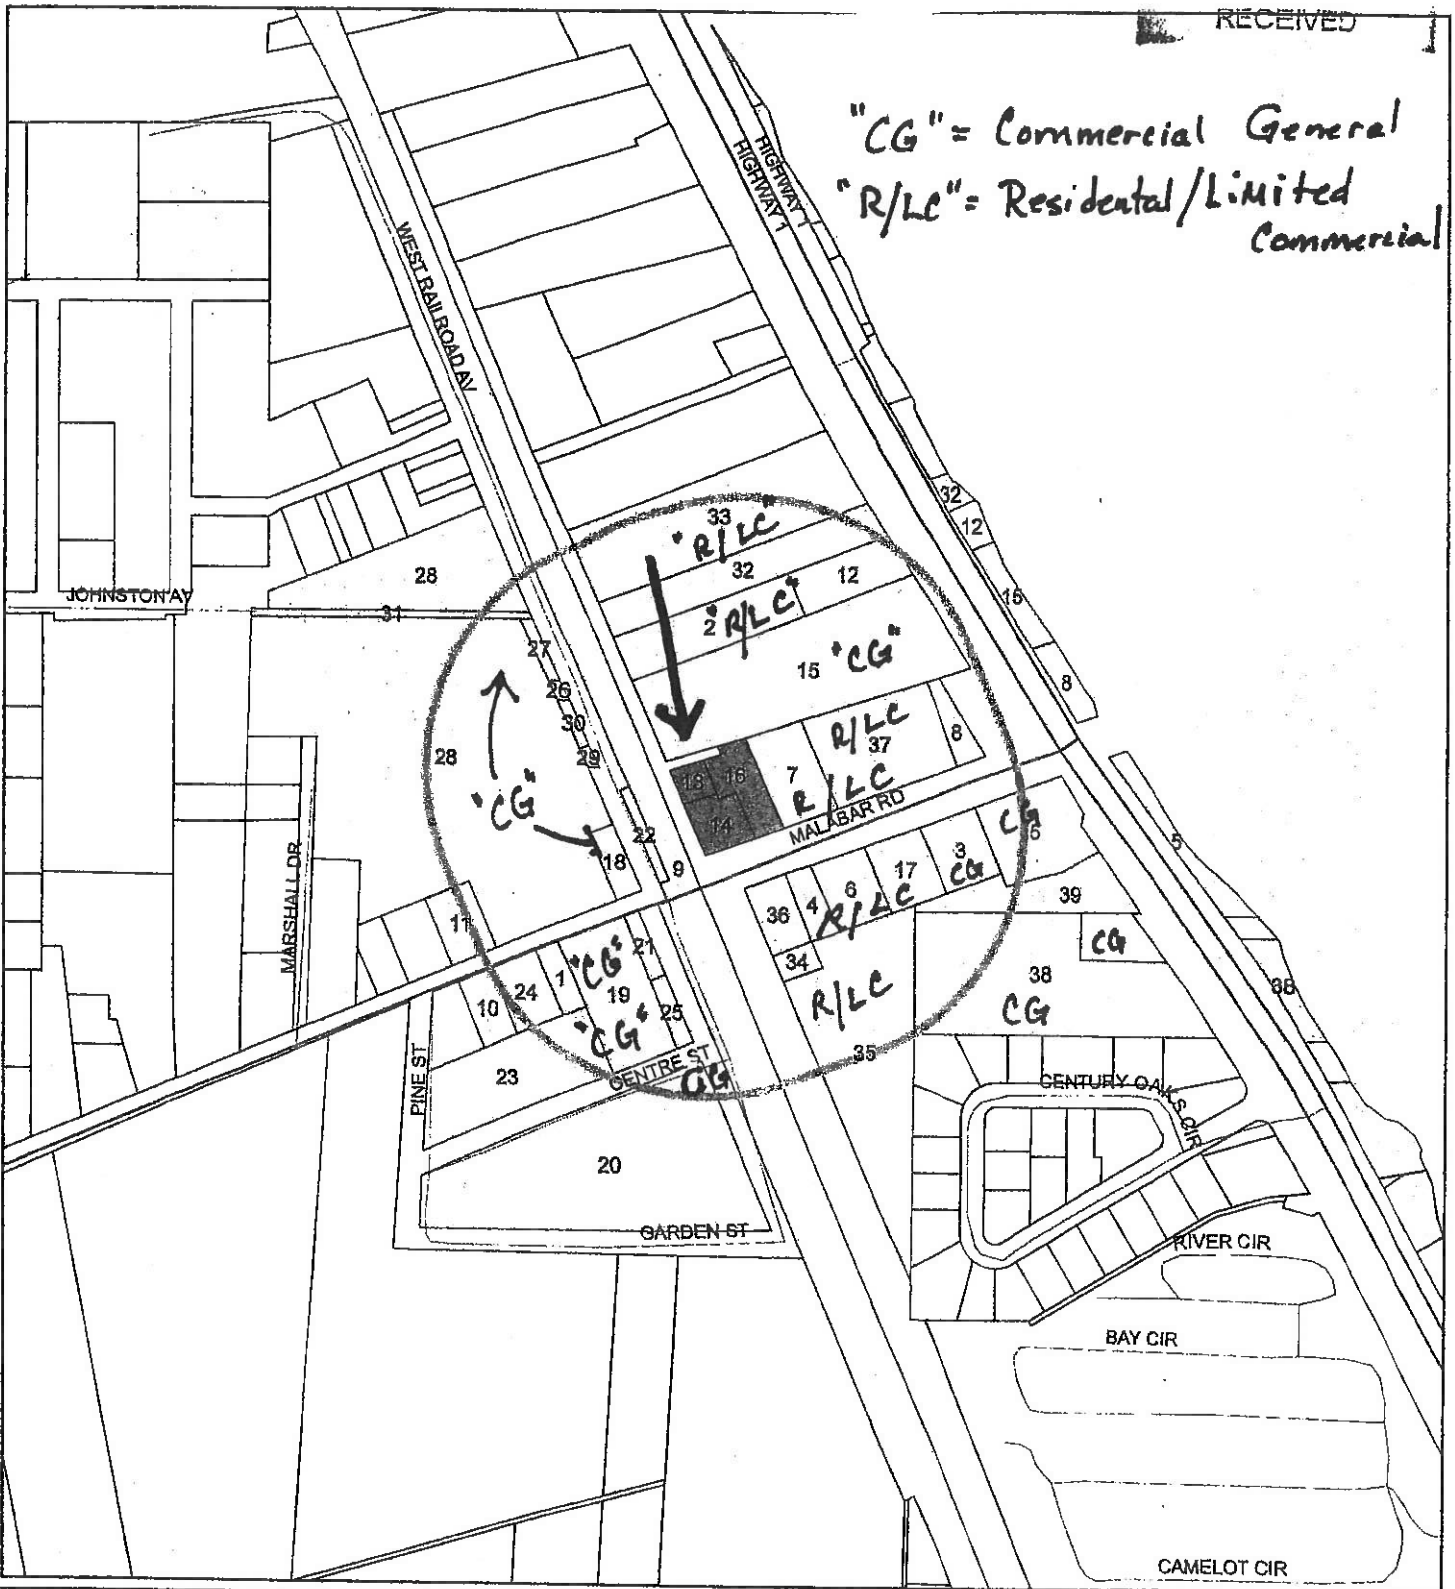 RECEIVED
"CG" = Commercial General
"R/LC" = Residental/Limited
Commercial
HIGHWAY 1
HIGHWAY 1
WEST RAILROAD AV
32
12
15
8
33
"R/LC"
32
12
2
"R/LC"
15
"CG"
28
JOHNSTON AV
31
27
26
30
29
28
"CG"
R/LC
37
8
7
R/LC
13
16
14
MALABAR RD
22
18
9
CG
5
3
CG
17
6
R/LC
4
36
34
39
CG
38
CG
38
R/LC
35
MARSHALL DR
11
10
24
1
"CG"
21
19
25
"CG"
23
PINE ST
CENTRE ST
CG
20
GARDEN ST
CENTURY OAKS CIR
RIVER CIR
BAY CIR
CAMELOT CIR